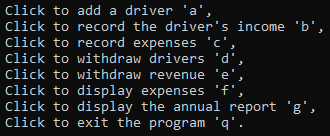 Click to add a driver 'a',
Click to record the driver's income 'b',
Click to record expenses 'c',
Click to withdraw drivers 'd',
Click to withdraw revenue 'e',
Click to display expenses 'f',
Click to display the annual report 'g',
Click to exit the program 'q'.